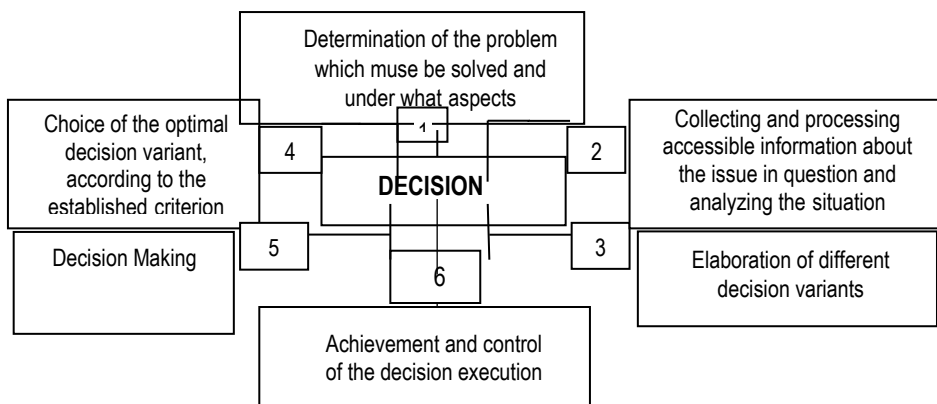 Determination of the problem
which muse be solved and
under what aspects
1
Choice of the optimal
decision variant,
according to the
established criterion
4
2
Collecting and processing
accessible information about
the issue in question and
analyzing the situation
DECISION
Decision Making
5
3
Elaboration of different
decision variants
6
Achievement and control
of the decision execution